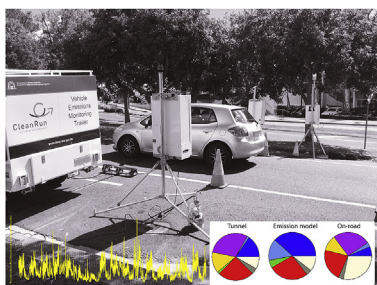 CleanRun
Vehicle
Emissions
Monitoring
Trailer
Tunnel
Emission model
On-road